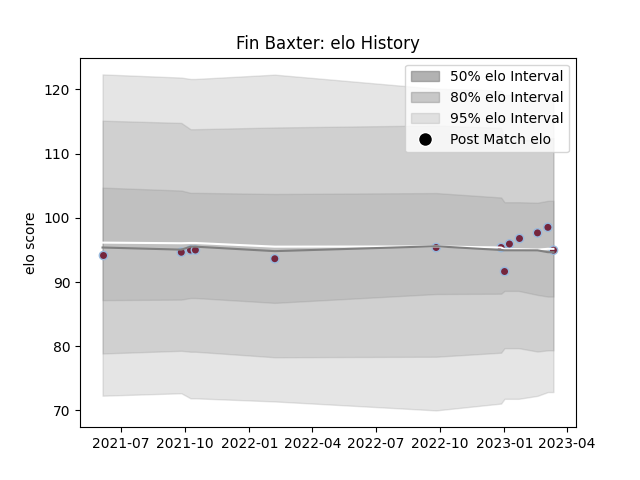 Fin Baxter: elo History
50% elo Interval
80% elo Interval
95% elo Interval
Post Match elo
elo score
120
110
100
90
80
70
2021-07 2021-10 2022-01 2022-04 2022-07 2022-10 2023-01 2023-04